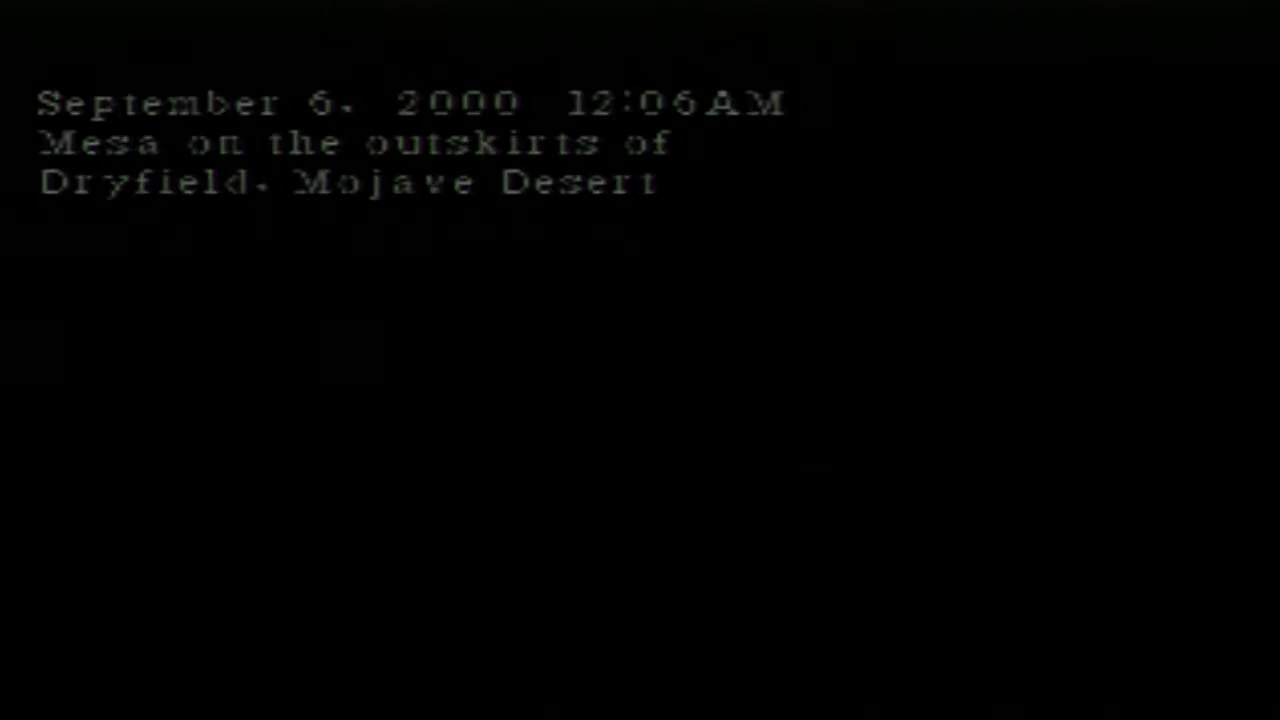 September 6, 2000 12:06AM
Mesa on the outskirts of
Dryfield, Mojave Desert